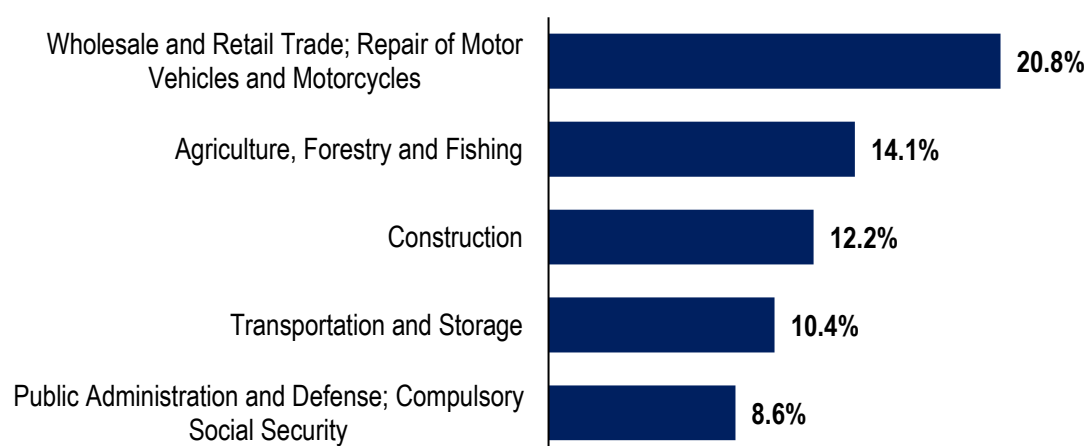 Wholesale and Retail Trade; Repair of Motor
Vehicles and Motorcycles
20.8%
Agriculture, Forestry and Fishing
14.1%
Construction
12.2%
Transportation and Storage
10.4%
Public Administration and Defense; Compulsory
Social Security
8.6%